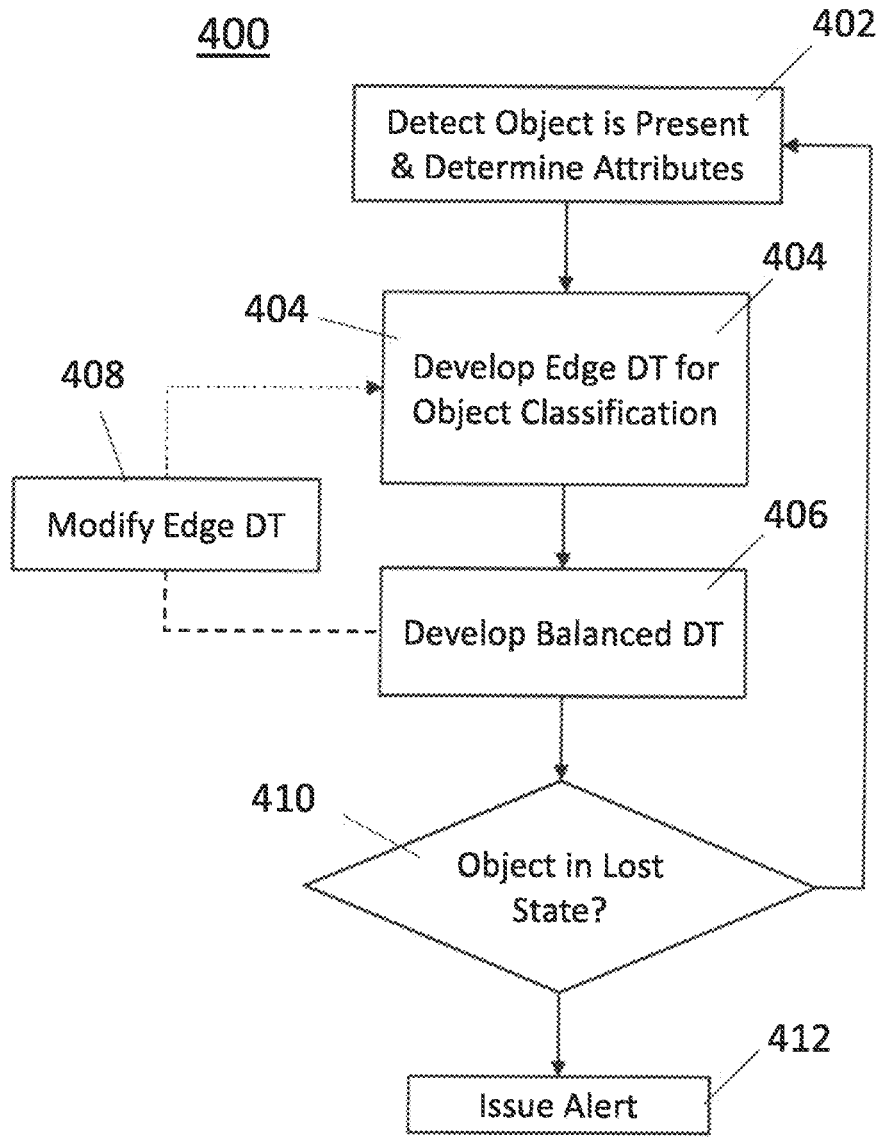 400
402
Detect Object is Present
& Determine Attributes
404
404
Develop Edge DT for
Object Classification
408
Modify Edge DT
406
Develop Balanced DT
410
Object in Lost
State?
412
Issue Alert